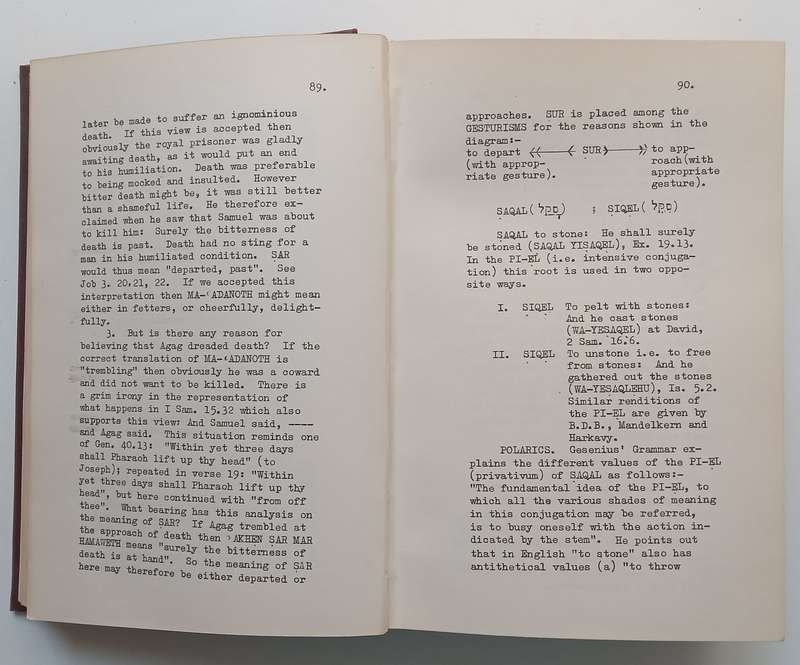 89.
later be made to suffer an ignominious
death. If this view is accepted then
obviously the royal prisoner was gladly
awaiting death, as it would put an end
to his humiliation. Death was preferable
to being mocked and insulted. However
bitter death might be, it was still better
than a shameful life. He therefore ex-
claimed when he saw that Samuel was about
to kill him: Surely the bitterness of
death is past. Death had no sting for a
man in his humiliated condition. ṢAR
would thus mean "departed, past". See
Job 3. 20,21, 22. If we accepted this
interpretation then MA-‘ADANOTH might mean
either in fetters, or cheerfully, delight-
fully.
3. But is there any reason for
believing that Agag dreaded death? If the
correct translation of MA-‘ADANOTH is
"trembling" then obviously he was a coward
and did not want to be killed. There is
a grim irony in the representation of
what happens in I Sam. 15.32 which also
supports this view: And Samuel said, ----
and Agag said. This situation reminds one
of Gen. 40.13: "Within yet three days
shall Pharaoh lift up thy head" (to
Joseph); repeated in verse 19: "Within
yet three days shall Pharaoh lift up thy
head", but here continued with "from off
thee". What bearing has this analysis on
the meaning of SAR? If Agag trembled at
the approach of death then ʾAKHEN ṢAR MAR
HAMAWETH means "surely the bitterness of
death is at hand". So the meaning of ṢAR
here may therefore be either departed or
90.
approaches. SUR is placed among the
GESTURISMS for the reasons shown in the
diagram:-
to depart SUR to app-
(with approp- roach(with
riate gesture). appropriate
gesture).
ṢAQAL(סקל) ; ṢIQEL(סקל)
ṢAQAL to stone: He shall surely
be stoned (SAQAL YISAQEL), Ex. 19.13.
In the PI-EL (i.e. intensive conjuga-
tion) this root is used in two oppo-
site ways.
I. SIQEL To pelt with stones:
And he cast stones
(WA-YEṢAQEL) at David,
2 Sam. 16.6.
II. SIQEL To unstone i.e. to free
from stones: And he
gathered out the stones
(WA-YEṢAQLEHU), Is. 5.2.
Similar renditions of
the PI-EL are given by
B.D.B., Mandelkern and
Harkavy.
POLARICS. Gesenius' Grammar ex-
plains the different values of the PI-EL
(privativum) of SAQAL as follows:-
"The fundamental idea of the PI-EL, to
which all the various shades of meaning
in this conjugation may be referred,
is to busy oneself with the action in-
dicated by the stem". He points out
that in English "to stone" also has
antithetical values (a) "to throw